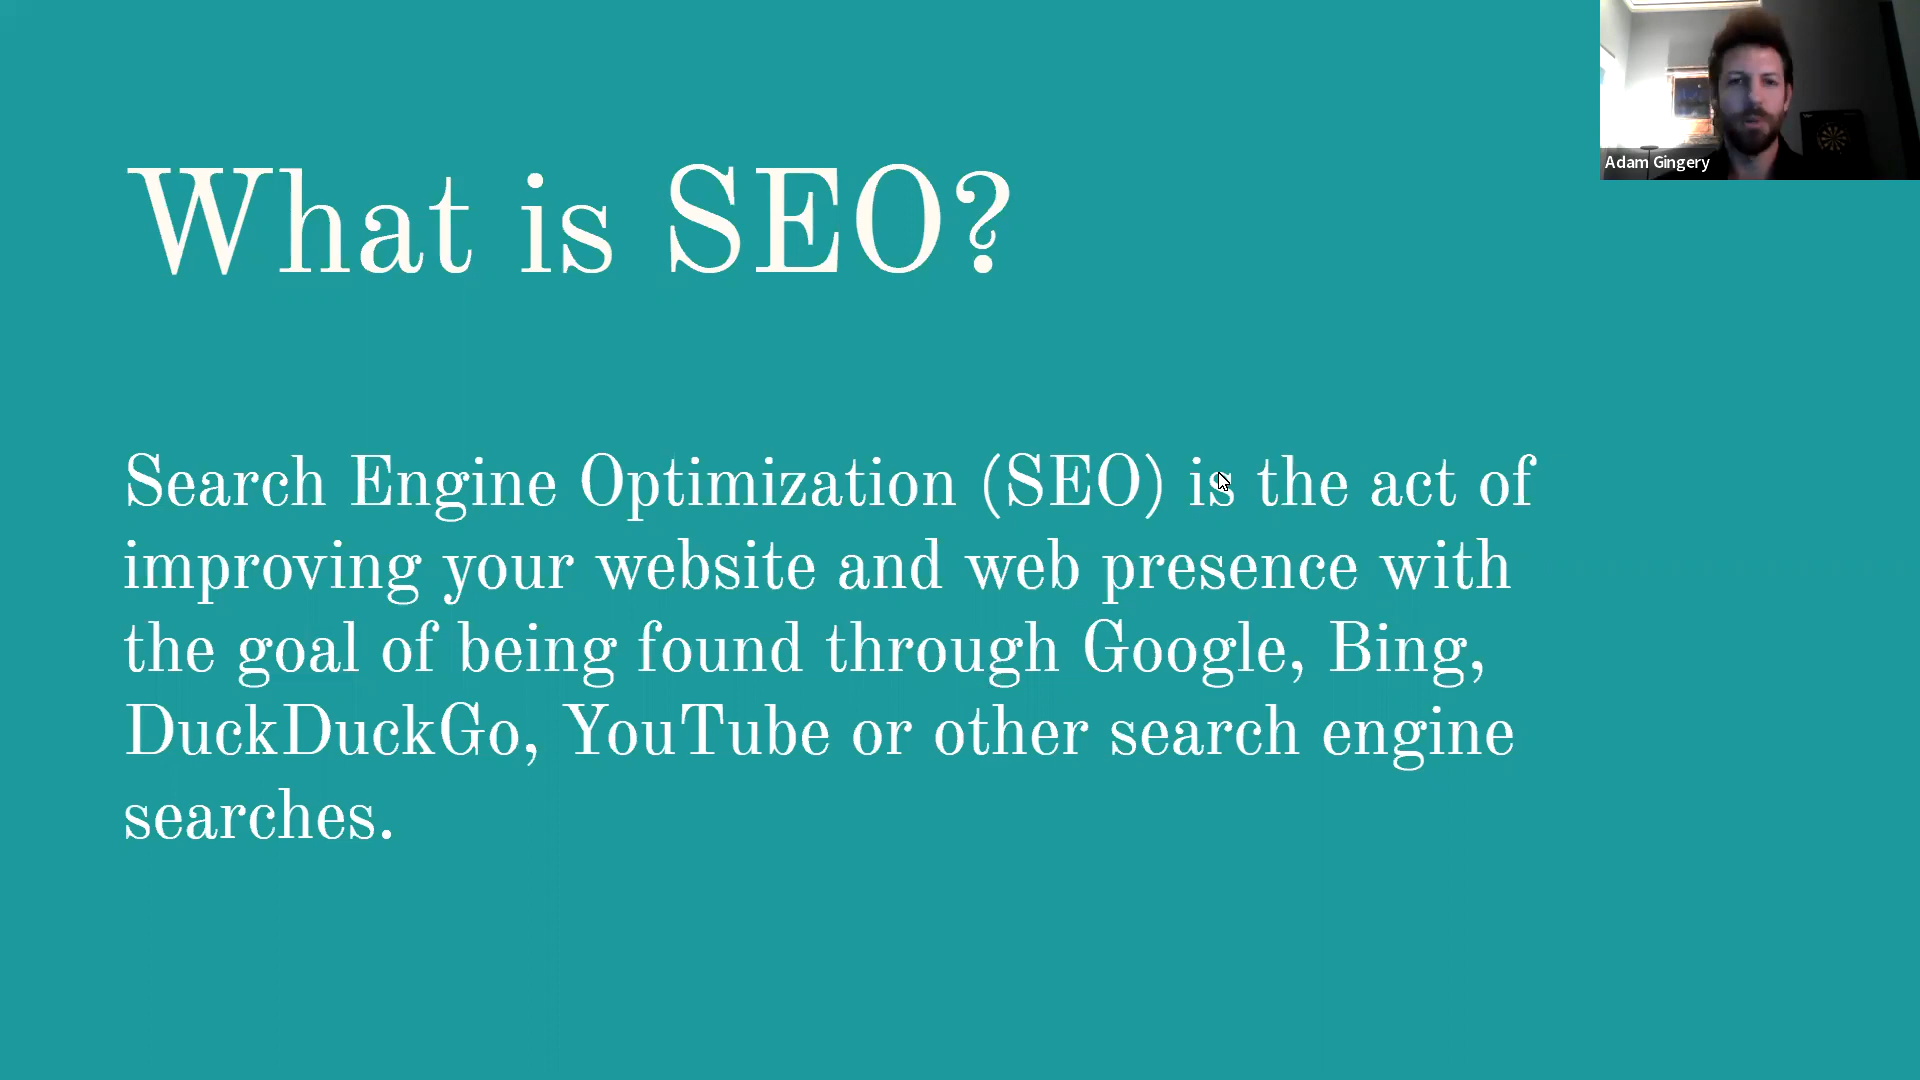 What is SEO?
Search Engine Optimization (SEO) is the act of
improving your website and web presence with
the goal of being found through Google, Bing,
DuckDuckGo, YouTube or other search engine
searches.
Adam Gingery